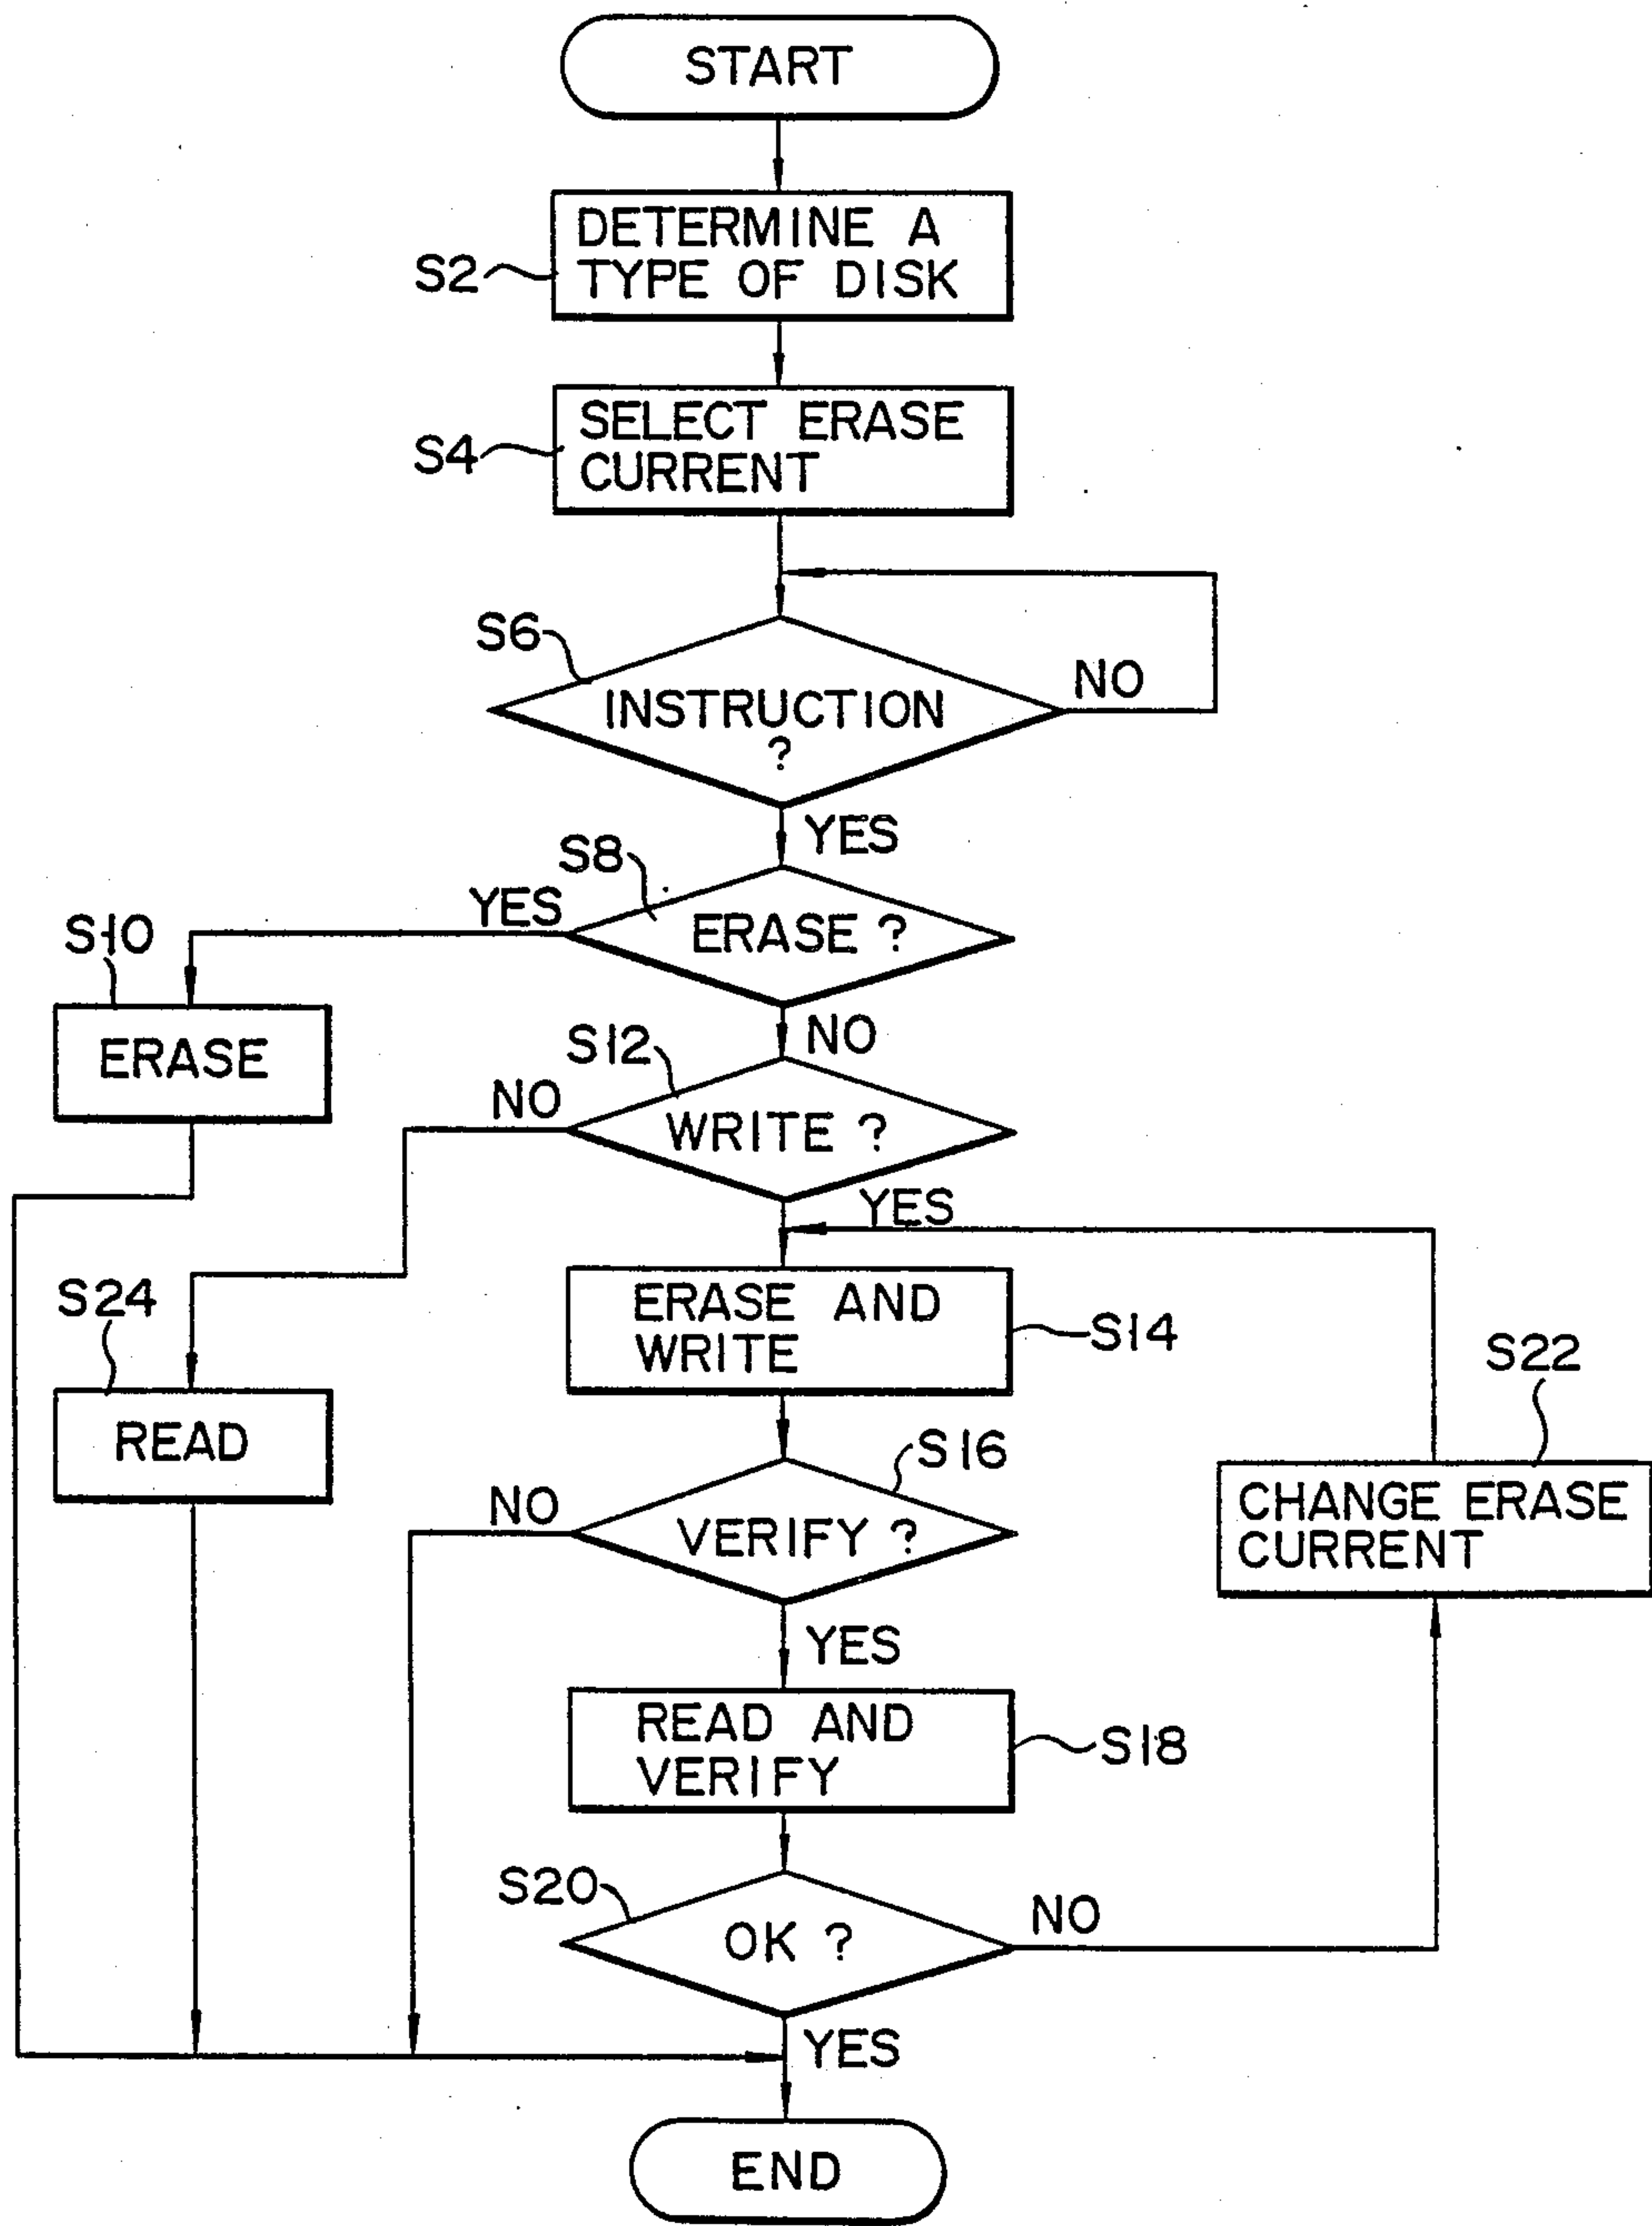 START
DETERMINE A
TYPE OF DISK
S2
SELECT ERASE
CURRENT
S4
S6
INSTRUCTION
?
NO
YES
S8
ERASE ?
YES
S10
ERASE
NO
S12
WRITE ?
NO
YES
ERASE AND
WRITE
S14
S24
READ
S22
CHANGE ERASE
CURRENT
S16
VERIFY ?
NO
YES
READ AND
VERIFY
S18
S20
OK ?
NO
YES
END